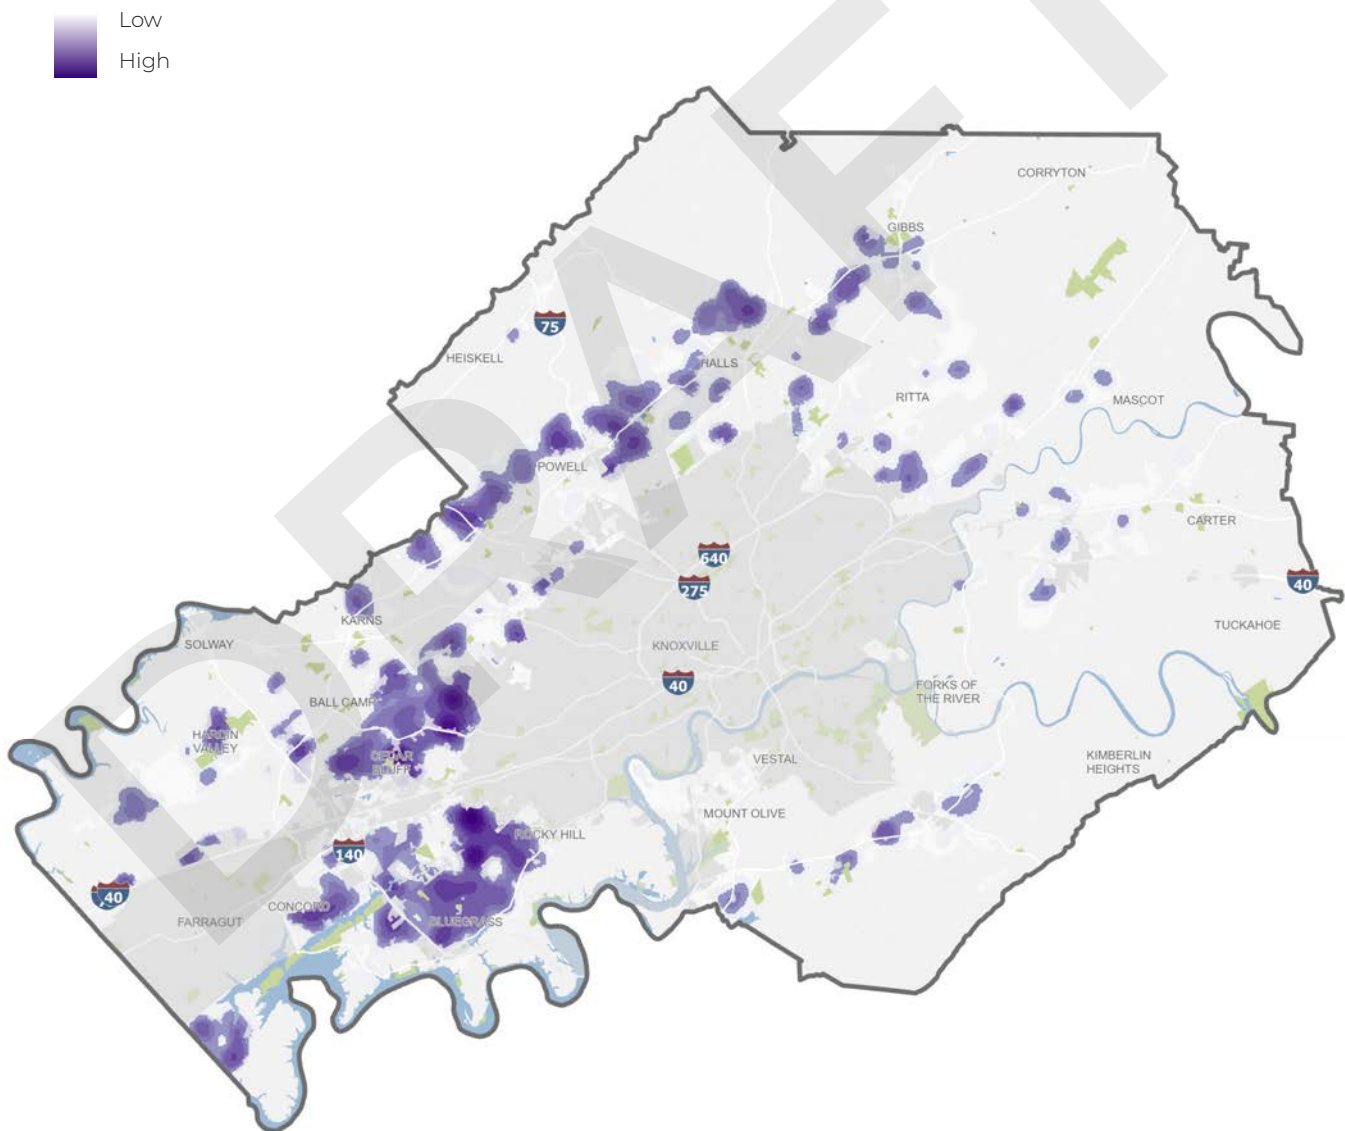 Low
High
CORRYTON
GIBBS
75
HEISKELL
HALLS
RITTA
MASCOT
POWELL
CARTER
640
275
40
KARNS
TUCKAHOE
SOLWAY
KNOXVILLE
40
BALL CAMP
FORKS OF
THE RIVER
HARDIN
VALLEY
CEDAR
BLUFF
VESTAL
KIMBERLIN
HEIGHTS
MOUNT OLIVE
ROCKY HILL
140
40
CONCORD
FARRAGUT
BLUEGRASS
DRAFT